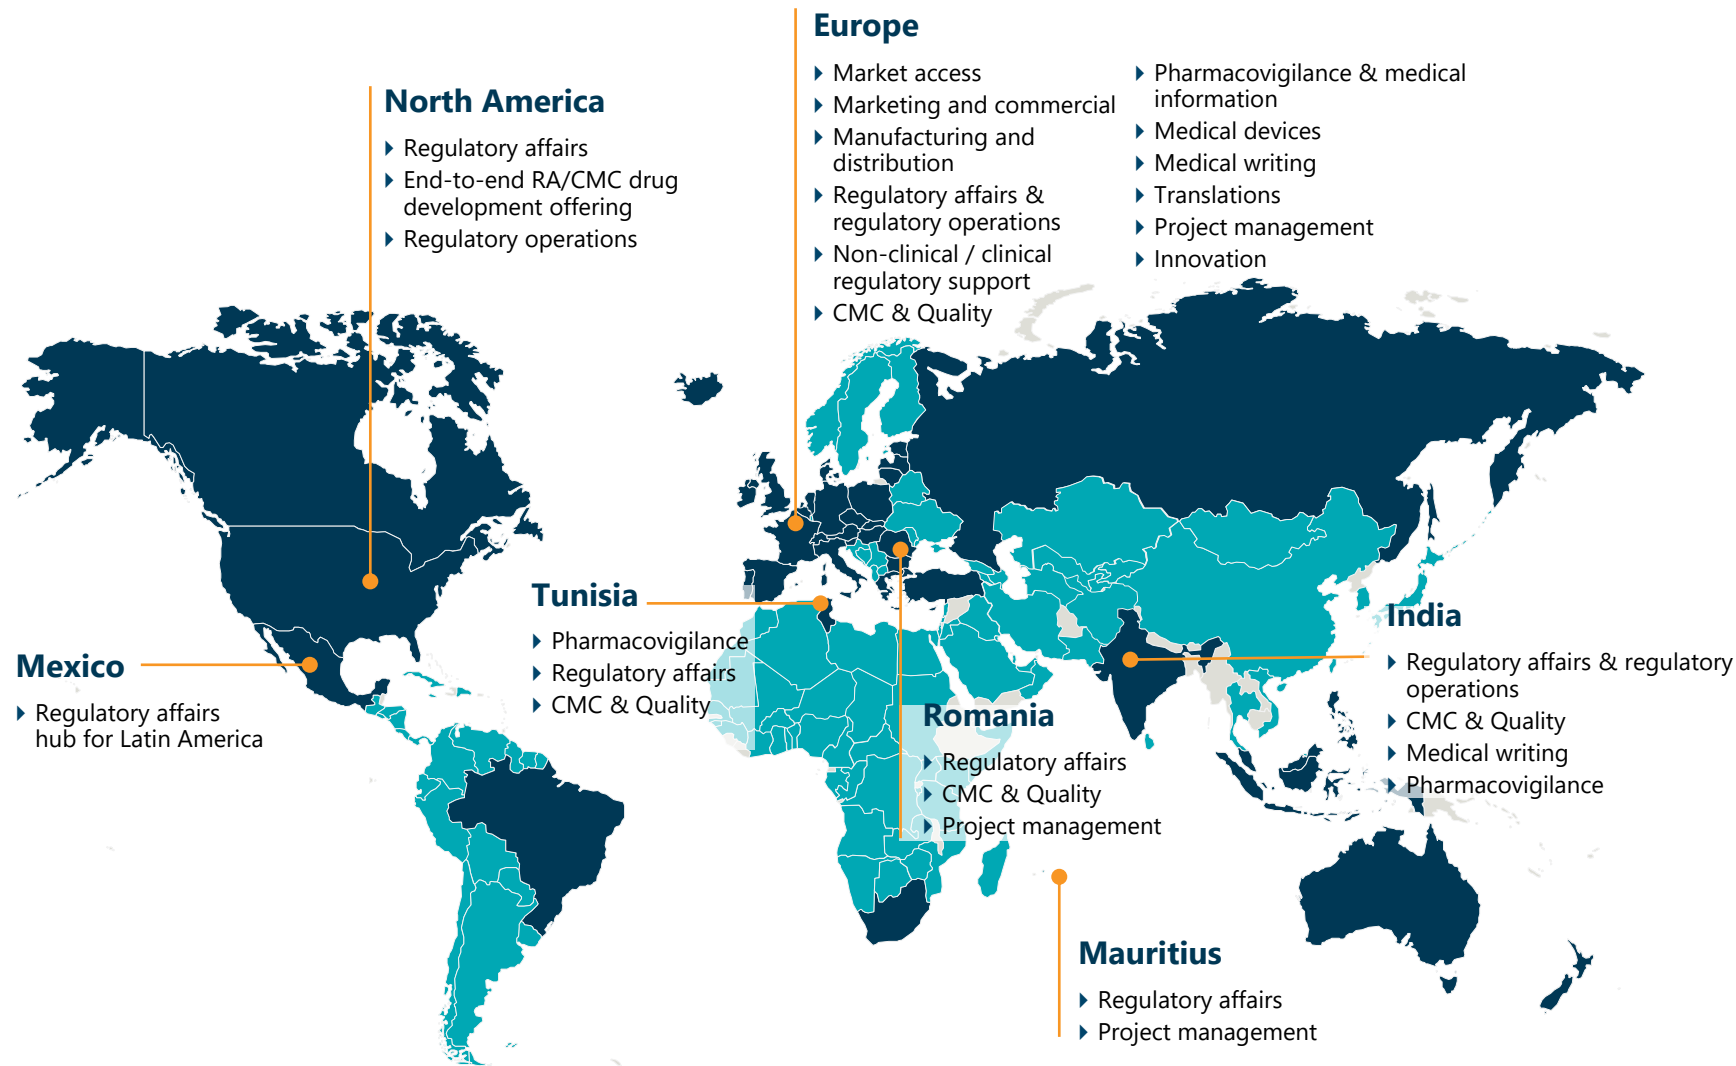 Europe
Market access
Marketing and commercial
Manufacturing and
distribution
Regulatory affairs &
regulatory operations
Non-clinical / clinical
regulatory support
CMC & Quality
Pharmacovigilance & medical
information
Medical devices
Medical writing
Translations
Project management
Innovation
North America
Regulatory affairs
End-to-end RA/CMC drug
development offering
Regulatory operations
Tunisia
Pharmacovigilance
Regulatory affairs
CMC & Quality
India
Regulatory affairs & regulatory
operations
CMC & Quality
Medical writing
Pharmacovigilance
Mexico
Regulatory affairs
hub for Latin America
Romania
Regulatory affairs
CMC & Quality
Project management
Mauritius
Regulatory affairs
Project management